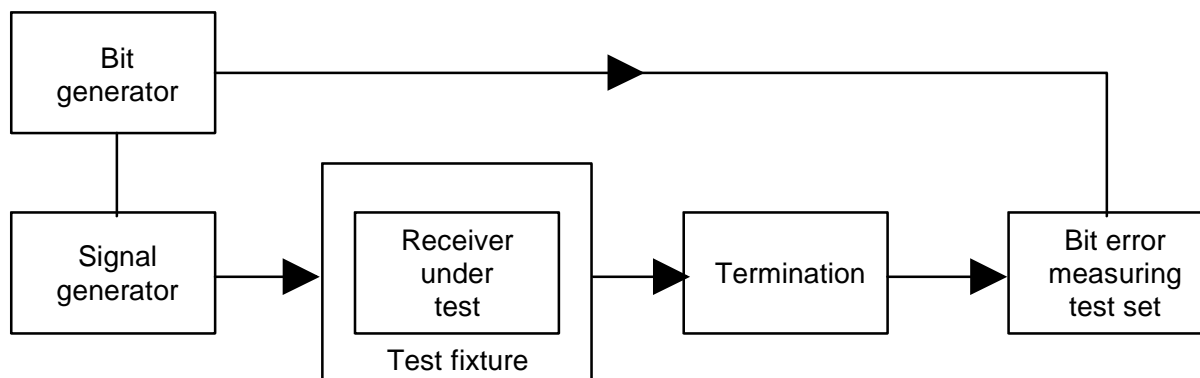 Bit
generator
Signal
generator
Receiver
under
test
Test fixture
Termination
Bit error
measuring
test set